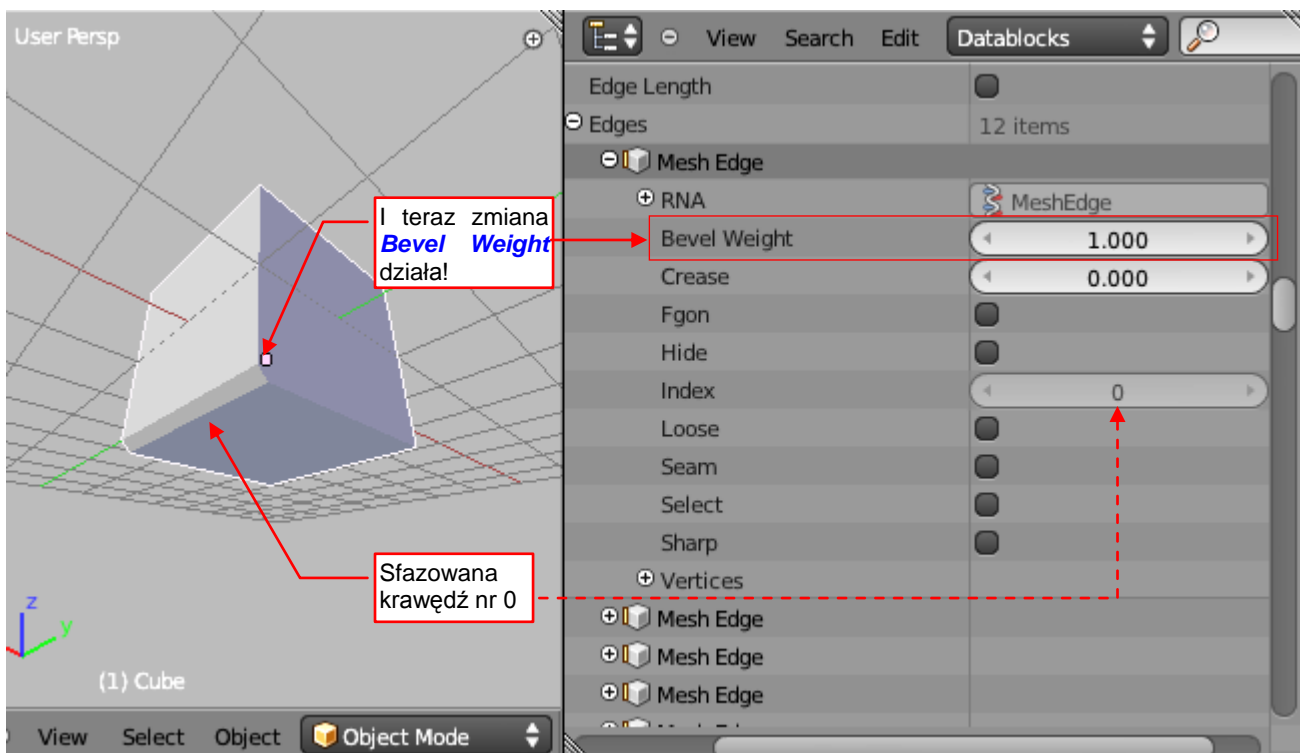 User Persp
I teraz zmiana
Bevel Weight
działa!
Sfazowana
krawędź nr 0
z
y
(1) Cube
View Select Object Object Mode
View Search Edit Datablocks
Edge Length
Edges 12 items
Mesh Edge
RNA MeshEdge
Bevel Weight 1.000
Crease 0.000
Fgon
Hide
Index 0
Loose
Seam
Select
Sharp
Vertices
Mesh Edge
Mesh Edge
Mesh Edge